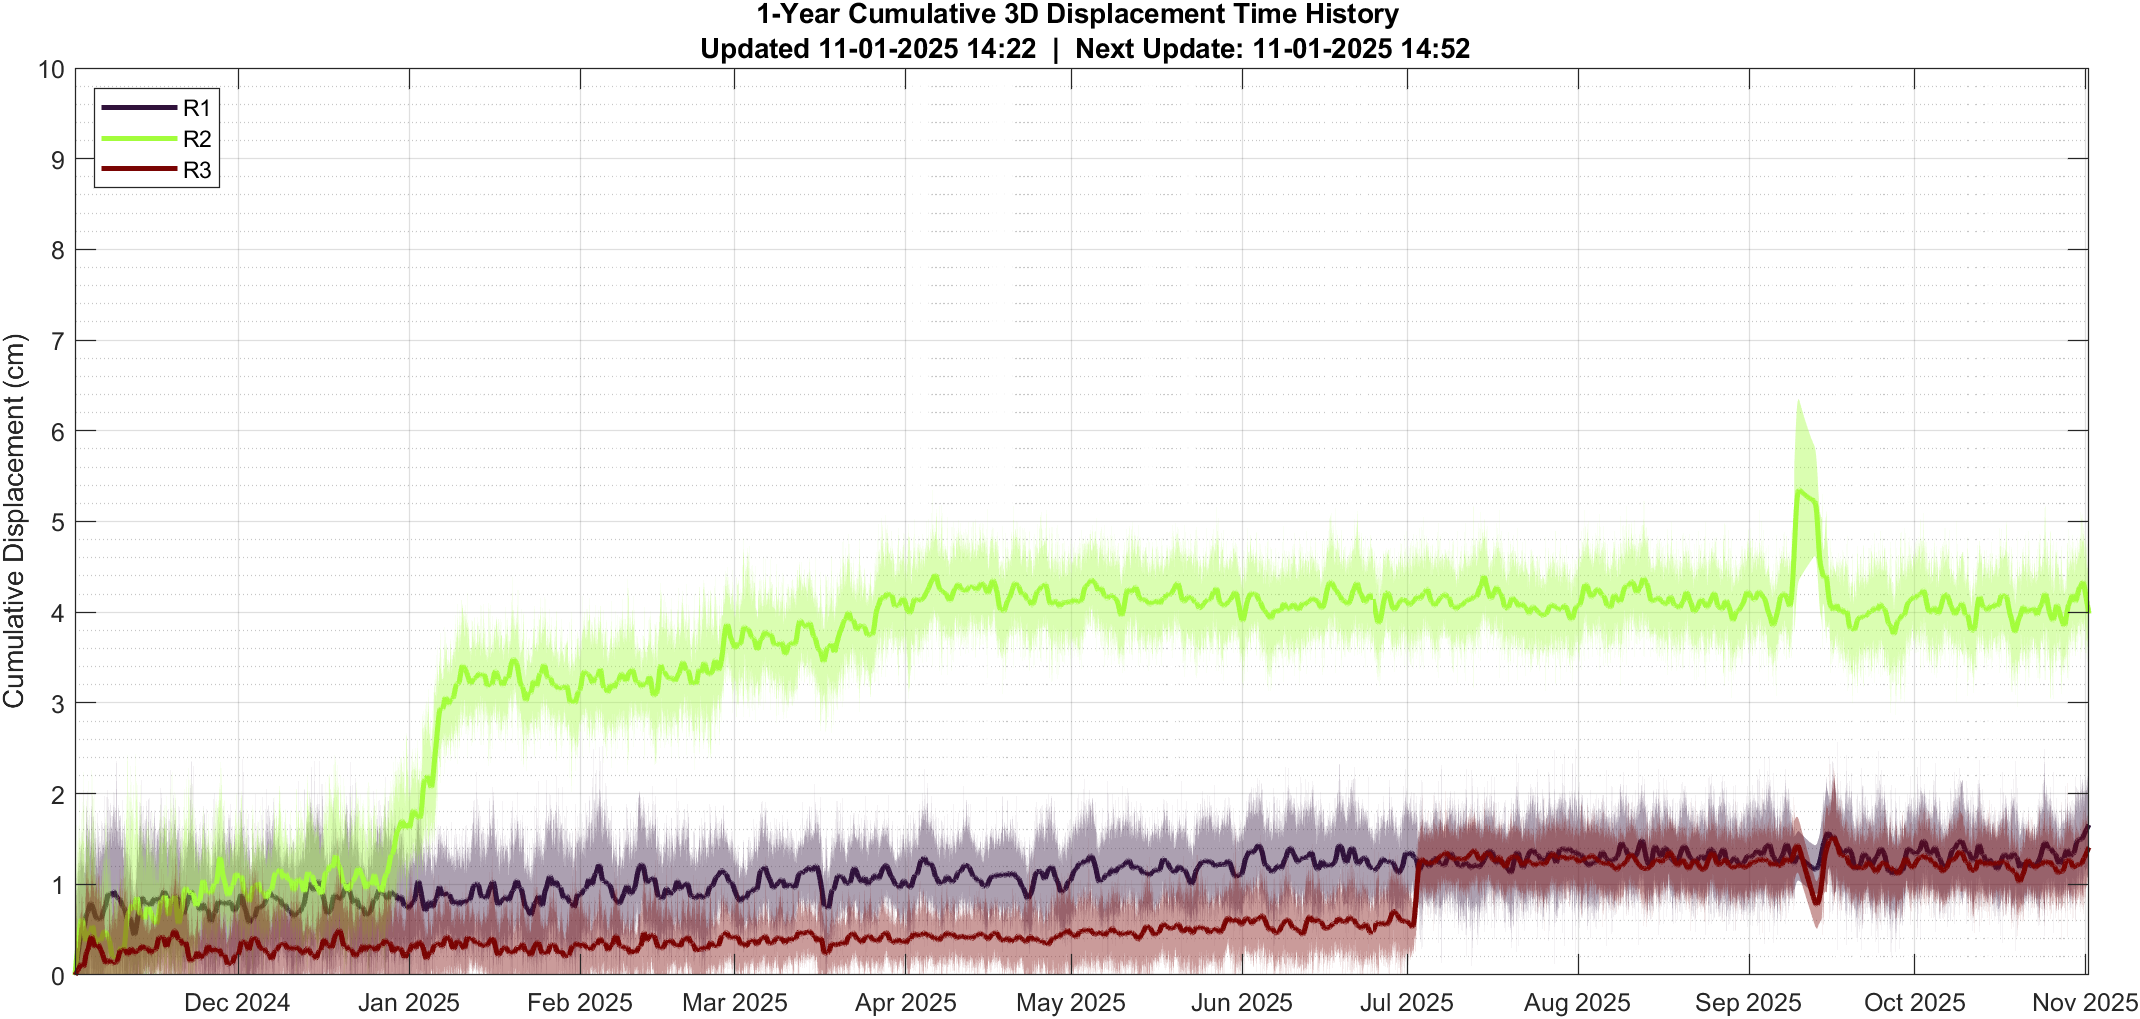 1-Year Cumulative 3D Displacement Time History
Updated 11-01-2025 14:22 | Next Update: 11-01-2025 14:52
10
9
8
7
6
5
4
3
2
1
0
Cumulative Displacement (cm)
R1
R2
R3
Dec 2024 Jan 2025 Feb 2025 Mar 2025 Apr 2025 May 2025 Jun 2025 Jul 2025 Aug 2025 Sep 2025 Oct 2025 Nov 2025